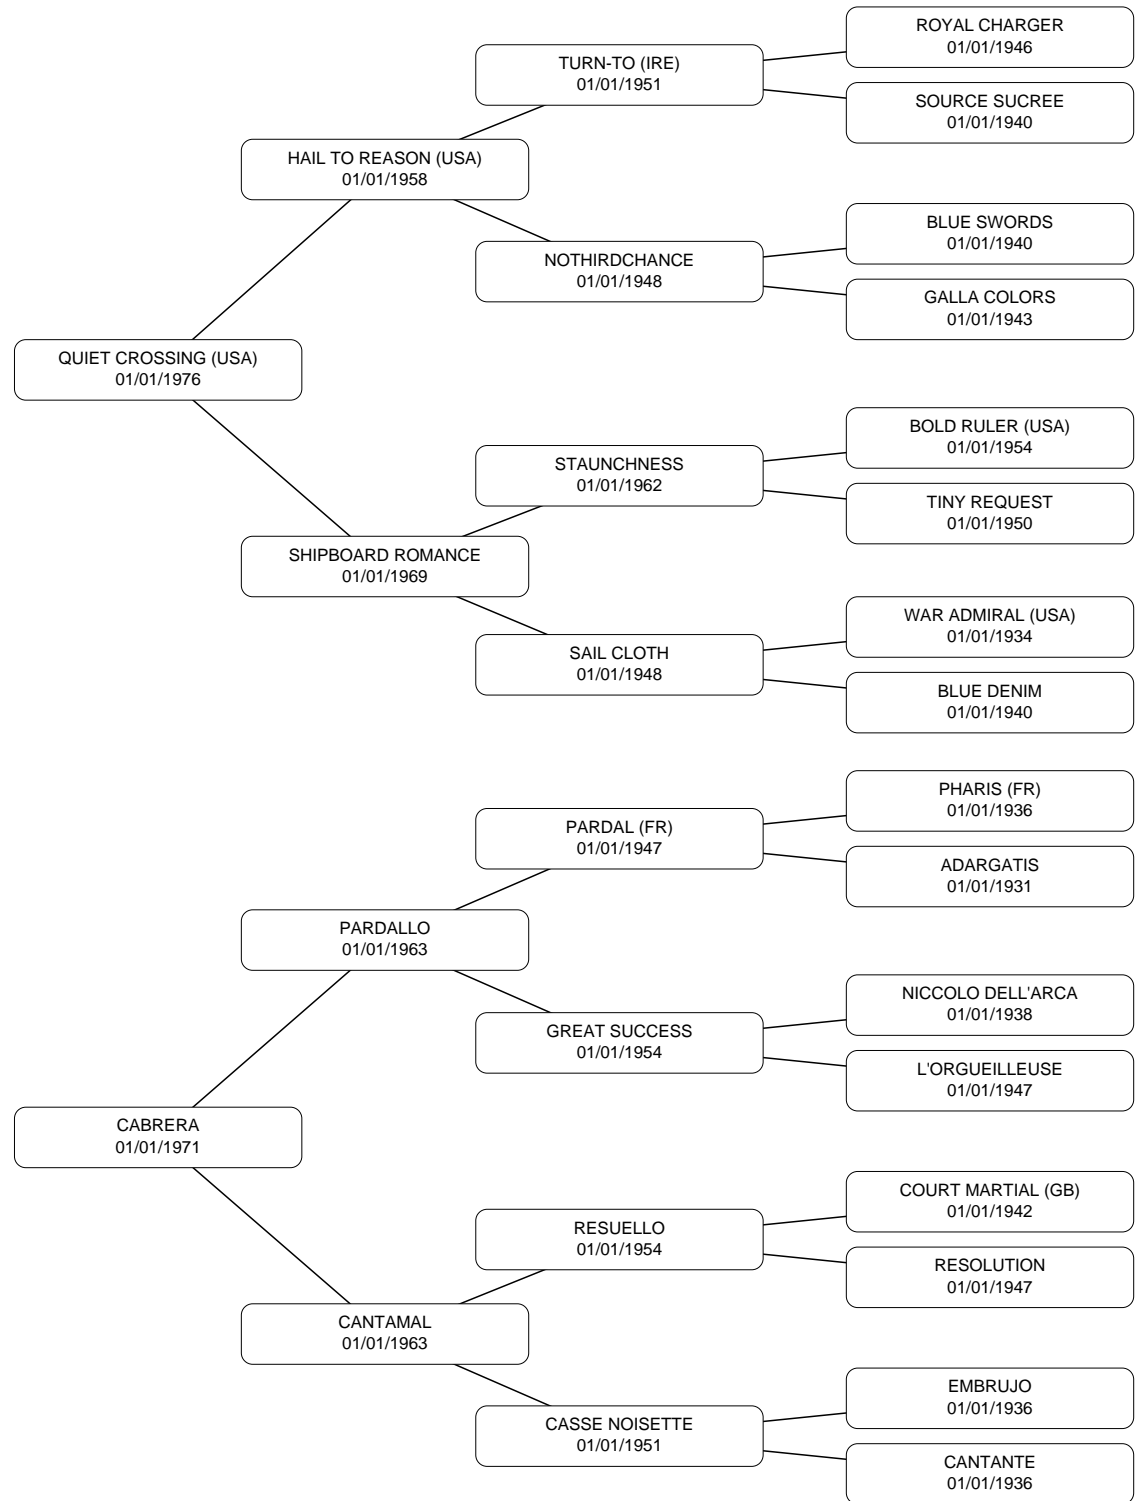 ROYAL CHARGER
01/01/1946
TURN-TO (IRE)
01/01/1951
SOURCE SUCREE
01/01/1940
HAIL TO REASON (USA)
01/01/1958
BLUE SWORDS
01/01/1940
NOTHIRDCHANCE
01/01/1948
GALLA COLORS
01/01/1943
QUIET CROSSING (USA)
01/01/1976
BOLD RULER (USA)
01/01/1954
STAUNCHNESS
01/01/1962
TINY REQUEST
01/01/1950
SHIPBOARD ROMANCE
01/01/1969
WAR ADMIRAL (USA)
01/01/1934
SAIL CLOTH
01/01/1948
BLUE DENIM
01/01/1940
PHARIS (FR)
01/01/1936
PARDAL (FR)
01/01/1947
ADARGATIS
01/01/1931
PARDALLO
01/01/1963
NICCOLO DELL'ARCA
01/01/1938
GREAT SUCCESS
01/01/1954
L'ORGUEILLEUSE
01/01/1947
CABRERA
01/01/1971
COURT MARTIAL (GB)
01/01/1942
RESUELLO
01/01/1954
RESOLUTION
01/01/1947
CANTAMAL
01/01/1963
EMBRUJO
01/01/1936
CASSE NOISETTE
01/01/1951
CANTANTE
01/01/1936